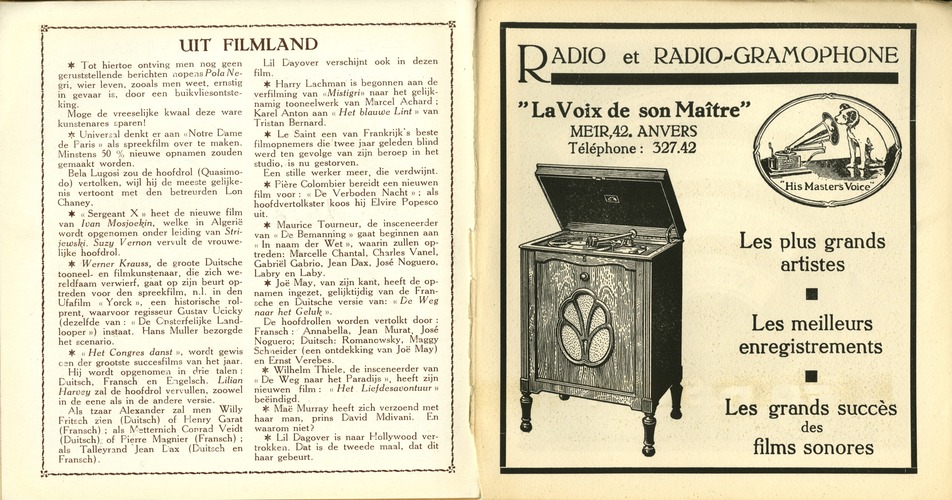 UIT FILMLAND
✶ Tot hiertoe ontving men nog geen
geruststellende berichten nopens Pola Ne-
gri, wier leven, zooals men weet, ernstig
in gevaar is, door een buikvliesontste-
king.
Moge de vreeselijke kwaal deze ware
kunstenares sparen!
✶ Universal denkt er aan «Notre Dame
de Paris» als spreekfilm over te maken.
Minstens 50 % nieuwe opnamen zouden
gemaakt worden.
Bela Lugosi zou de hoofdrol (Quasimo-
do) vertolken, wijl hij de meeste gelijke-
nis vertoont met den betreurden Lon
Chaney.
✶ «Sergeant X» heet de nieuwe film
van Ivan Mosjoekin, welke in Algerië
wordt opgenomen onder leiding van Stri-
jewski. Suzy Vernon vervult de vrouwe-
lijke hoofdrol.
✶ Werner Krauss, de groote Duitsche
tooneel- en filmkunstenaar, die zich we-
reldfaam verwierf, gaat op zijn beurt op-
treden voor den spreekfilm, n.l. in den
Ufafilm «Yorck», een historische rol-
prent, waarvoor regisseur Gustav Ucicky
(dezelfde van: «De Onsterfelijke Land-
looper») instaat. Hans Muller bezorgde
het scenario.
✶ «Het Congres danst», wordt gewis
een der grootste succesfilms van het jaar.
Hij wordt opgenomen in drie talen:
Duitsch, Fransch en Engelsch. Lilian
Harvey zal de hoofdrol vervullen, zoowel
in de eene als in de andere versie.
Als tzaar Alexander zal men Willy
Fritsch zien (Duitsch) of Henry Garat
(Fransch); als Metternich Conrad Veidt
(Duitsch) of Pierre Magnier (Fransch);
als Talleyrand Jean Dax (Duitsch en
Fransch).
Lil Dayover verschijnt ook in dezen
film.
✶ Harry Lachman is begonnen aan de
verfilming van «Mistigri» naar het gelijk-
namig tooneelwerk van Marcel Achard;
Karel Anton aan «Het blauwe Lint» van
Tristan Bernard.
✶ Le Saint een van Frankrijk's beste
filmopnemers die twee jaar geleden blind
werd ten gevolge van zijn beroep in het
studio, is nu gestorven.
Een stille werker meer, die verdwijnt.
✶ Pière Colombier bereidt een nieuwen
film voor: «De Verboden Nacht»; als
hoofdvertolkster koos hij Elvire Popesco
uit.
✶ Maurice Tourneur, de insceneerder
van «De Bemanning» gaat beginnen aan
«In naam der Wet», waarin zullen op-
treden: Marcelle Chantal, Charles Vanel,
Gabriël Gabrio, Jean Dax, José Noguero,
Labry en Laby.
✶ Joë May, van zijn kant, heeft de op-
namen ingezet, gelijktijdig van de Fran-
sche en Duitsche versie van: «De Weg
naar het Geluk».
De hoofdrollen worden vertolkt door:
Fransch: Annabella, Jean Murat, José
Noguero; Duitsch: Romanowsky, Maggy
Schneider (een ontdekking van Joë May)
en Ernst Verebes.
✶ Wilhelm Thiele, de insceneerder van
«De Weg naar het Paradijs», heeft zijn
nieuwen film: «Het Liefdesavontuur»
beëindigd.
✶ Maë Murray heeft zich verzoend met
haar man, prins David Mdivani. En
waarom niet?
✶ Lil Dagover is naar Hollywood ver-
trokken. Dat is de tweede maal, dat dit
haar gebeurt.
RADIO et RADIO-GRAMOPHONE
"La Voix de son Maître"
MEIR, 42, ANVERS
Téléphone: 327.42
"His Masters Voice"
Les plus grands
artistes
Les meilleurs
enregistrements
Les grands succès
des
films sonores